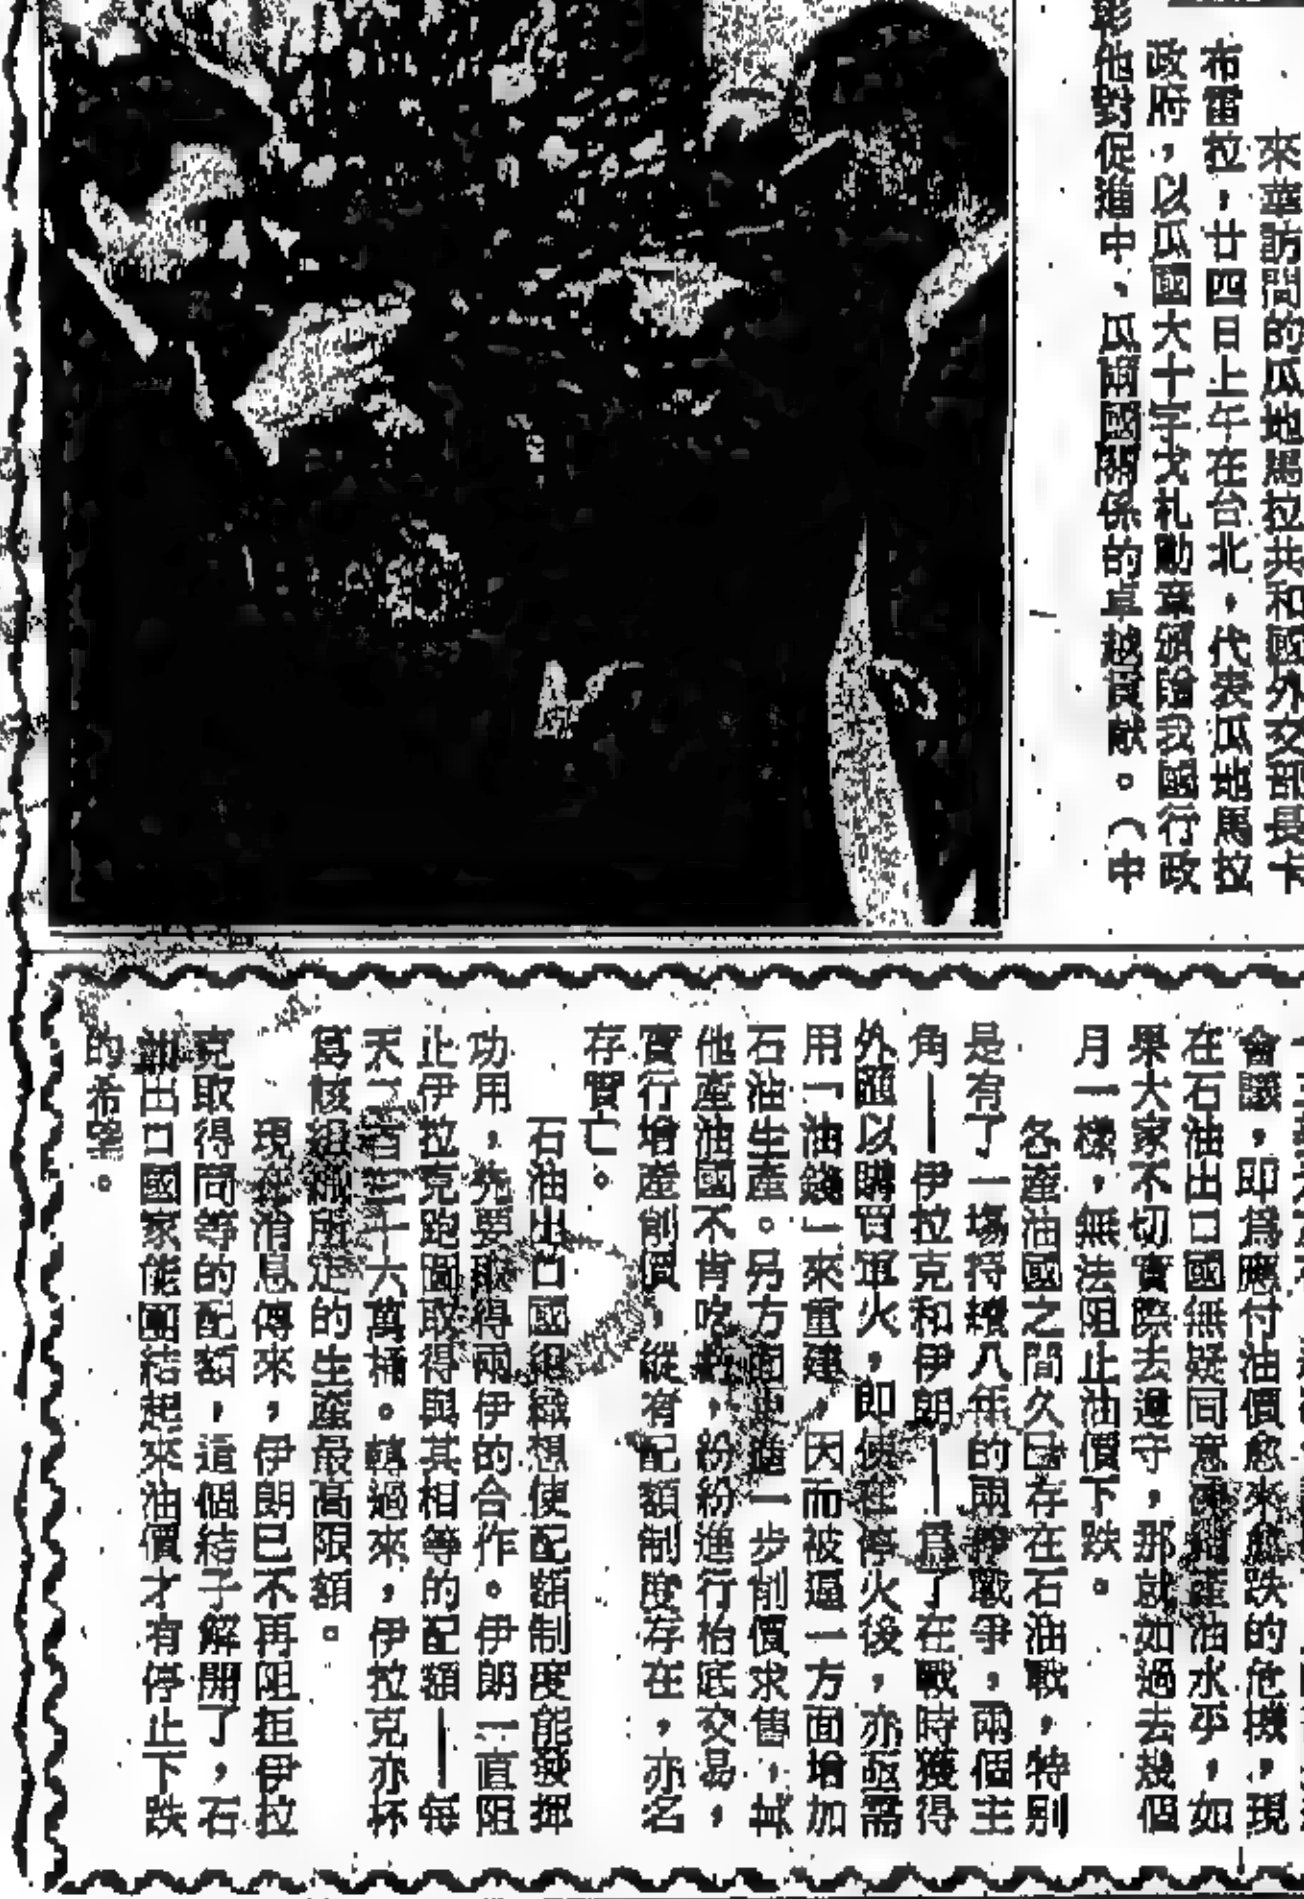 來華訪問的瓜地馬拉共和國外交部長卡
布雷拉，廿四日上午在台北，代表瓜地馬拉
政府，以瓜國大十字艾札勳章頒贈我國行政
他對促進中、瓜兩國關係的卓越貢献。（中
會議，即為應付油價愈來愈跌的危機，現
在石油出口國無疑同意產油水平，如
果大家不切實際去遵守，那就如過去幾個
月一樣，無法阻止油價下跌。
各產油國之間久已存在石油戰，特別
是有了一場持續八年的兩伊戰爭，兩個主
角——伊拉克和伊朗——為了在戰時獲得
外匯以購買軍火，即使在停火後，亦亟需
用「油錢」來重建，因而被逼一方面增加
石油生產。另方面更進一步削價求售，其
他產油國不肯吃虧，紛紛進行枱底交易，
實行增產削價，縱有配額制度存在，亦名
存實亡。
石油出口國組織想使配額制度能發揮
功用，先要取得兩伊的合作。伊朗一直阻
止伊拉克跑圖取得與其相等的配額——每
天二百六十六萬桶。轉過來，伊拉克亦杯
葛該組織所定的生產最高限額。
現在消息傳來，伊朗已不再阻拒伊拉
克取得同等的配額，這個結子解開了，石
油出口國家能團結起來油價才有停止下跌
的希望。